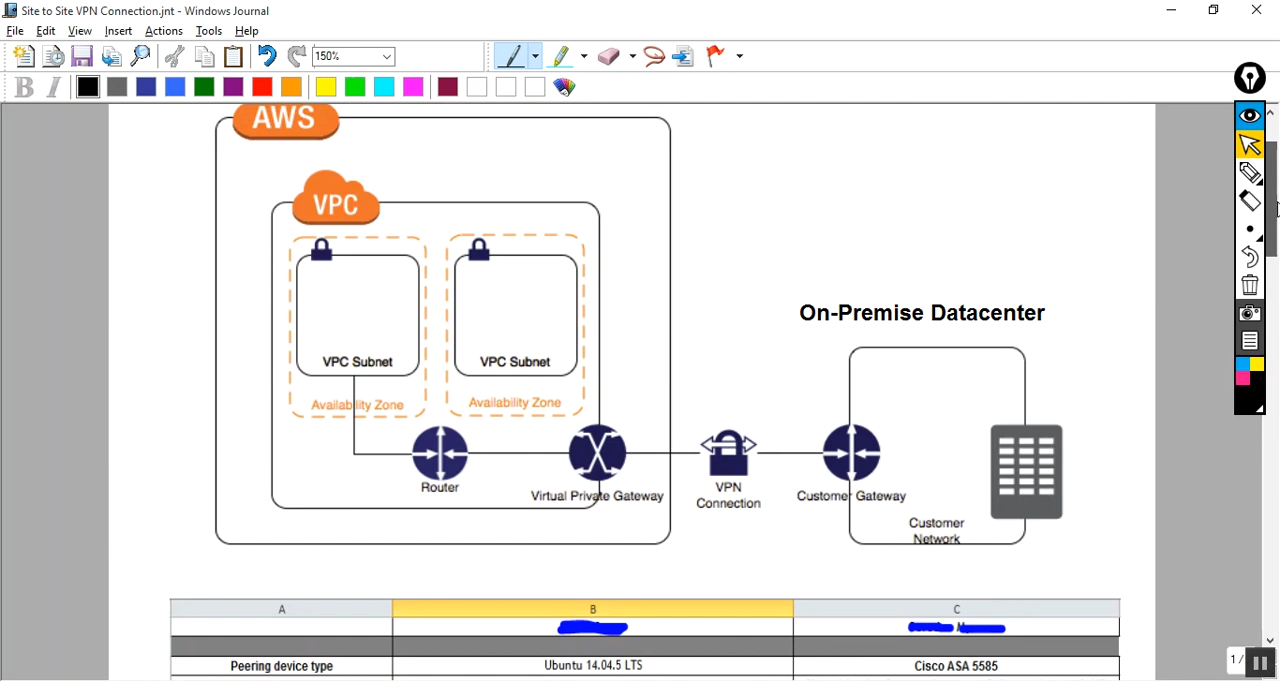 Site to Site VPN Connection.jnt - Windows Journal
File Edit View Insert Actions Tools Help
150%
B I
AWS
VPC
On-Premise Datacenter
VPC Subnet VPC Subnet
Availability Zone Availability Zone
Router Virtual Private Gateway VPN Customer Gateway
Connection
Customer
Network
A B C
Peering device type Ubuntu 14.04.5 LTS Cisco ASA 5585
1 /